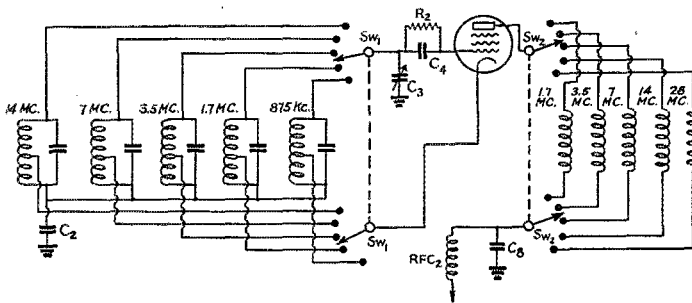 R2
Sw1
Sw2
C4
C3
14 MC.
7 MC.
3.5 MC.
1.7 MC.
875 KC.
1.7 MC.
3.5 MC.
7 MC.
14 MC.
28 MC.
C2
Sw1
Sw2
RFC2
C8